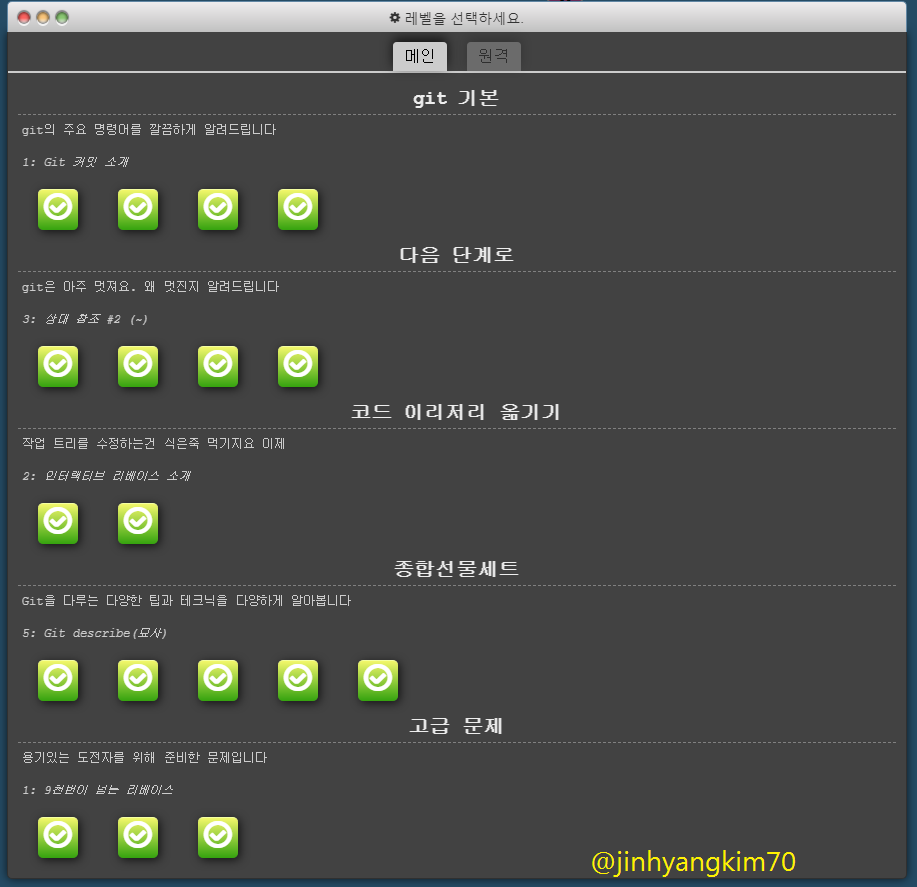 레벨을 선택하세요.
메인 원격
git 기본
git의 주요 명령어를 깔끔하게 알려드립니다
1: Git 커밋 소개
다음 단계로
git은 아주 멋져요. 왜 멋진지 알려드립니다
3: 상대 참조 #2 (~)
코드 이리저리 옮기기
작업 트리를 수정하는건 식은죽 먹기지요 이제
2: 인터랙티브 리베이스 소개
종합선물세트
Git을 다루는 다양한 팁과 테크닉을 다양하게 알아봅니다
5: Git describe(묘사)
고급 문제
용기있는 도전자를 위해 준비한 문제입니다
1: 9천번이 넘는 리베이스
@jinhyangkim70